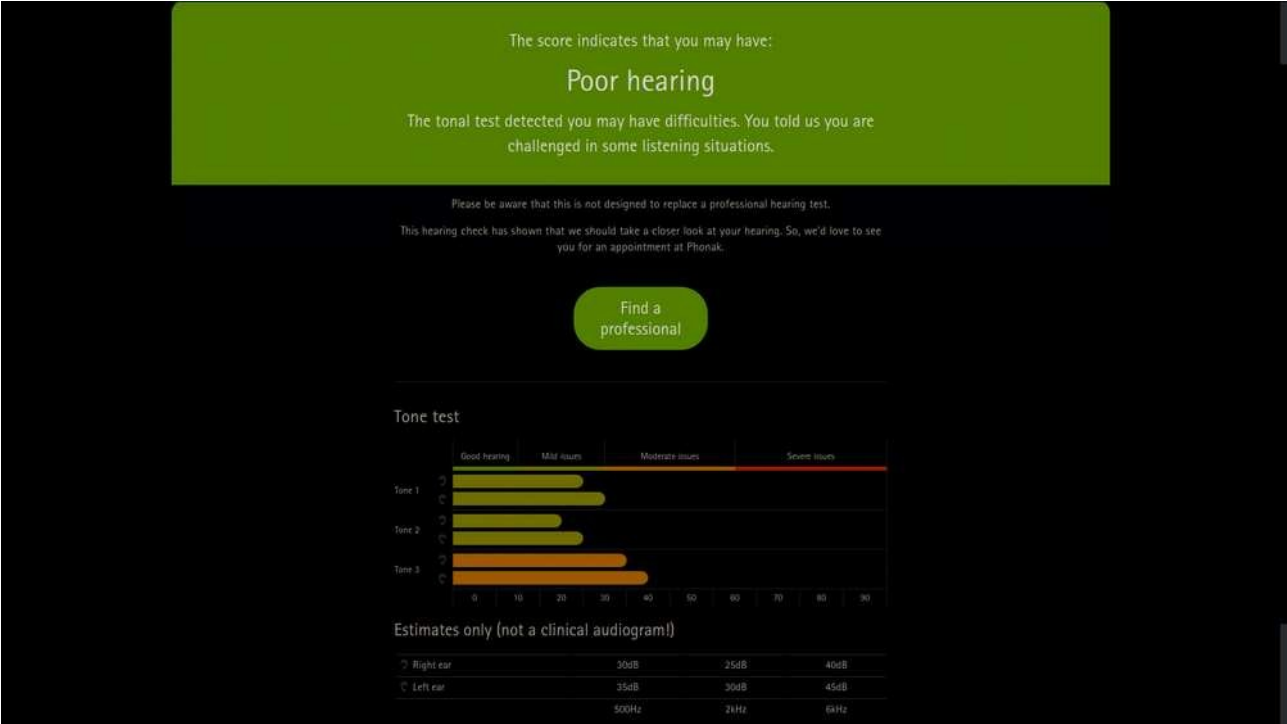 The score indicates that you may have:
Poor hearing
The tonal test detected you may have difficulties. You told us you are
challenged in some listening situations.
Please be aware that this is not designed to replace a professional hearing test.
This hearing check has shown that we should take a closer look at your hearing. So, we'd love to see
you for an appointment at Phonak.
Find a
professional
Tone test
Good hearing Mild issues Moderate issues Severe issues
Tone 1
Tone 2
Tone 3
0 10 20 30 40 50 60 70 80 90
Estimates only (not a clinical audiogram!)
Right ear 30dB 25dB 40dB
Left ear 35dB 30dB 45dB
500Hz 2kHz 6kHz